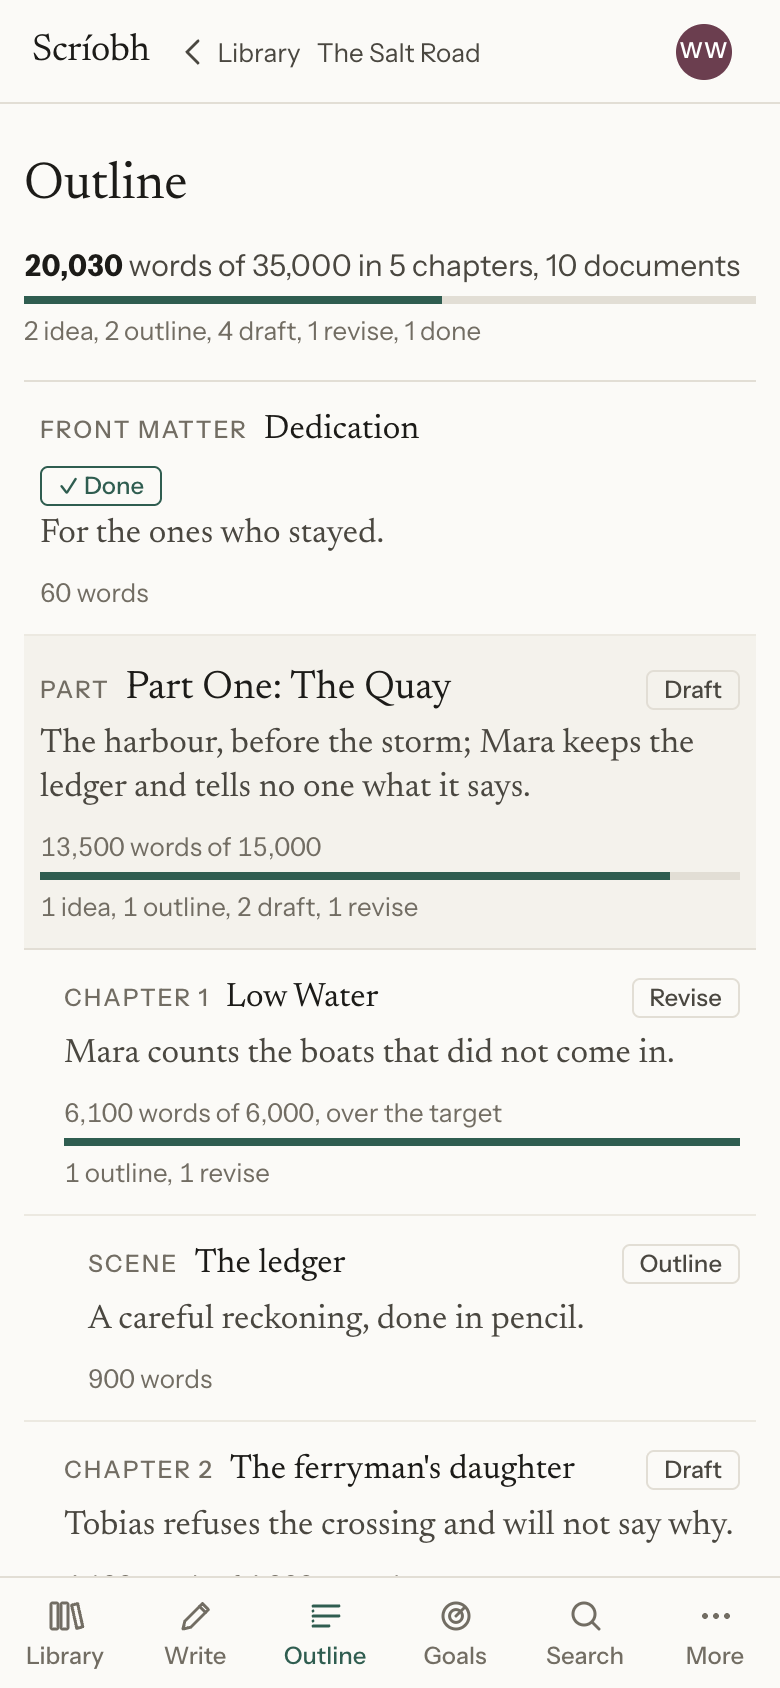 Scríobh Library The Salt Road WW
Outline
20,030 words of 35,000 in 5 chapters, 10 documents
2 idea, 2 outline, 4 draft, 1 revise, 1 done
FRONT MATTER Dedication
Done
For the ones who stayed.
60 words
PART Part One: The Quay Draft
The harbour, before the storm; Mara keeps the
ledger and tells no one what it says.
13,500 words of 15,000
1 idea, 1 outline, 2 draft, 1 revise
CHAPTER 1 Low Water Revise
Mara counts the boats that did not come in.
6,100 words of 6,000, over the target
1 outline, 1 revise
SCENE The ledger Outline
A careful reckoning, done in pencil.
900 words
CHAPTER 2 The ferryman's daughter Draft
Tobias refuses the crossing and will not say why.
Library Write Outline Goals Search More